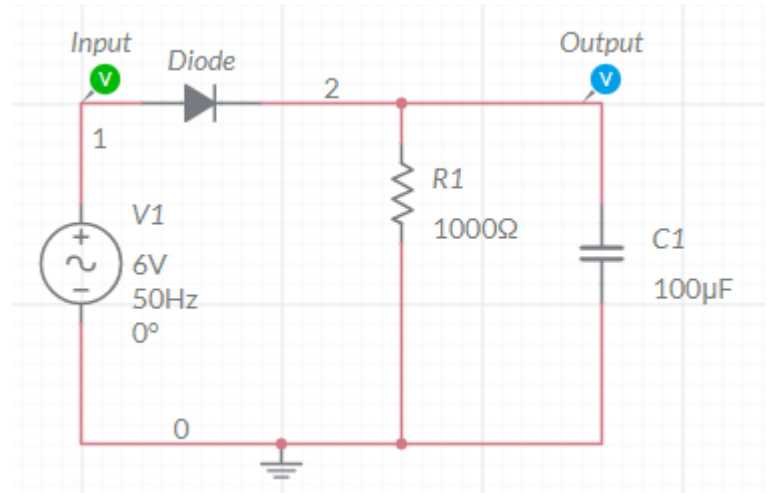 Input
Diode
Output
V
V
2
1
R1
1000Ω
V1
6V
50Hz
0°
C1
100µF
0